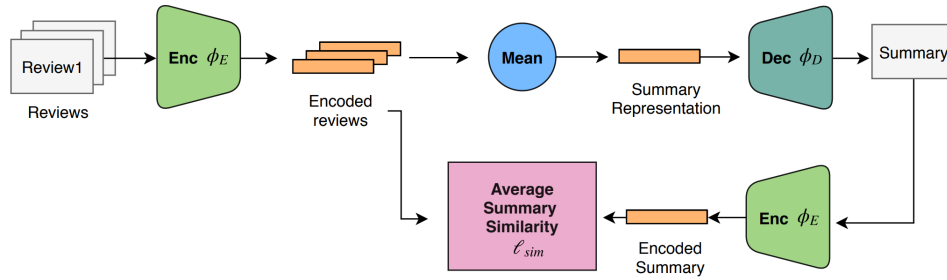 Review1
Reviews
Enc ϕ_E
Encoded
reviews
Mean
Summary
Representation
Dec ϕ_D
Summary
Average
Summary
Similarity
ℓ_sim
Encoded
Summary
Enc ϕ_E